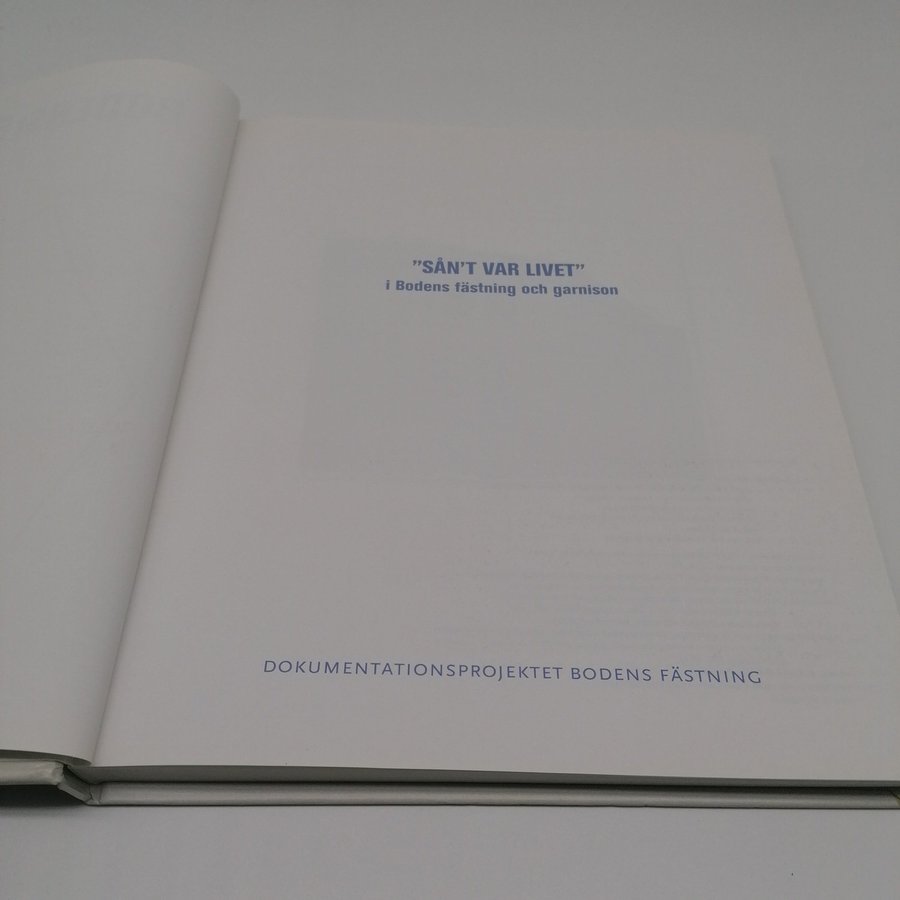 ”SÅN’T VAR LIVET”
i Bodens fästning och garnison
DOKUMENTATIONSPROJEKTET BODENS FÄSTNING